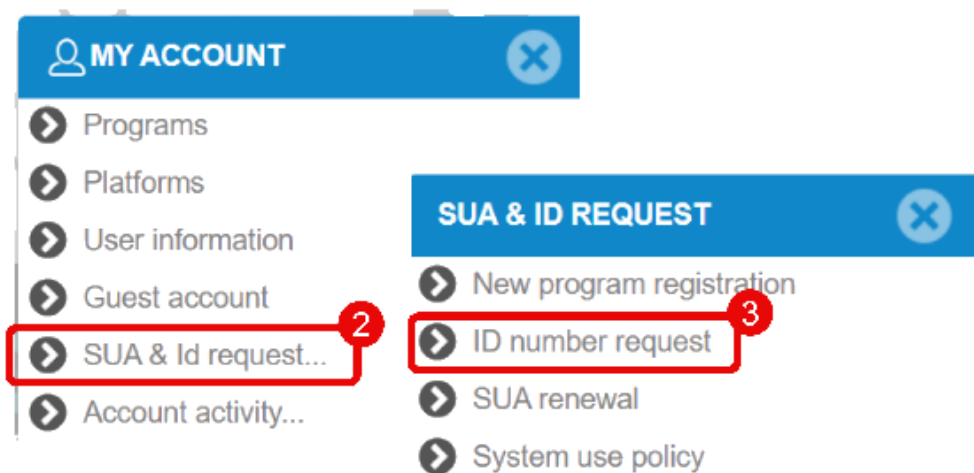 MY ACCOUNT
Programs
Platforms
User information
Guest account
2
SUA & Id request...
Account activity...
SUA & ID REQUEST
New program registration
3
ID number request
SUA renewal
System use policy